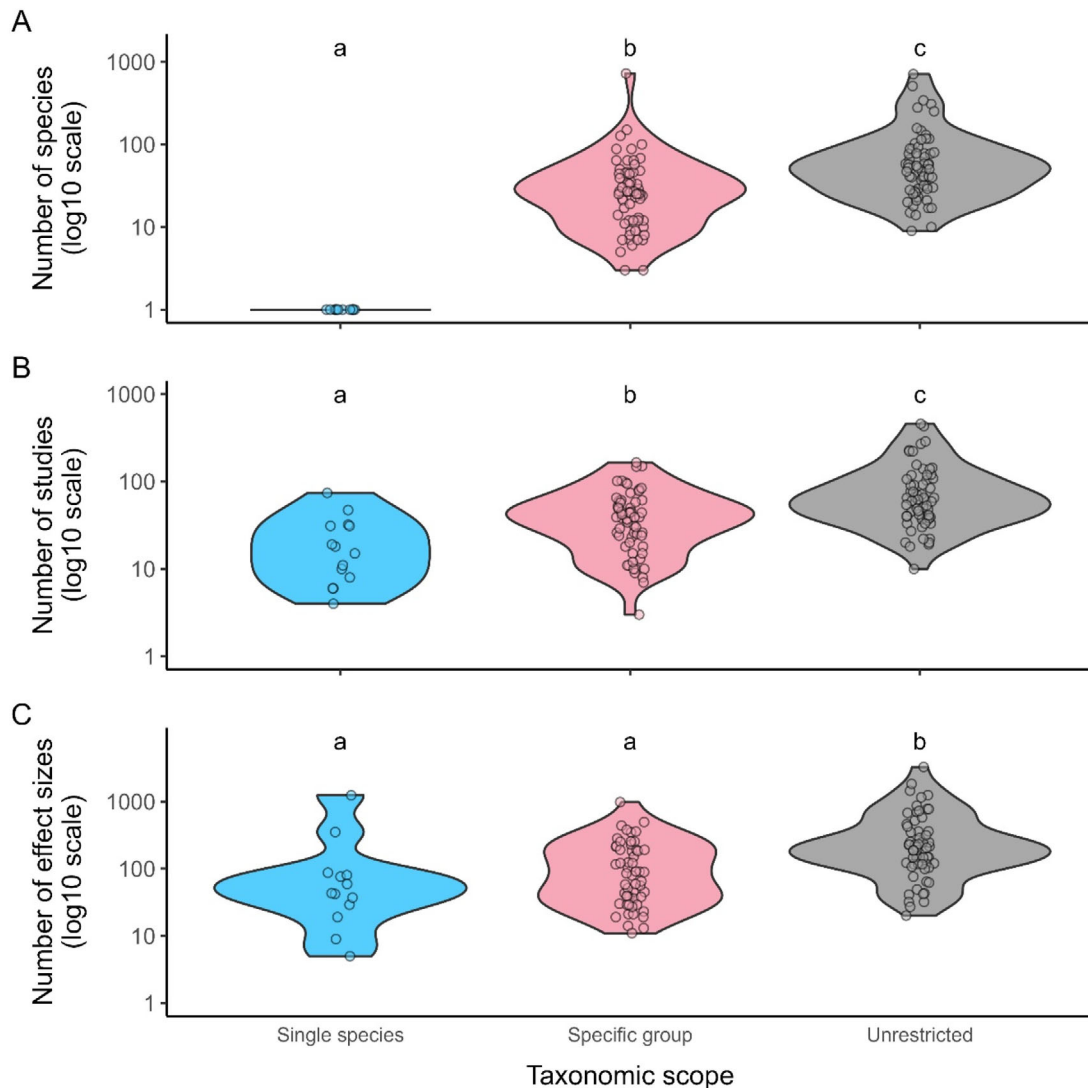 A
Number of species
(log10 scale)
1000
100
10
1
a
b
c
B
Number of studies
(log10 scale)
1000
100
10
1
a
b
c
C
Number of effect sizes
(log10 scale)
1000
100
10
1
a
a
b
Single species
Specific group
Unrestricted
Taxonomic scope